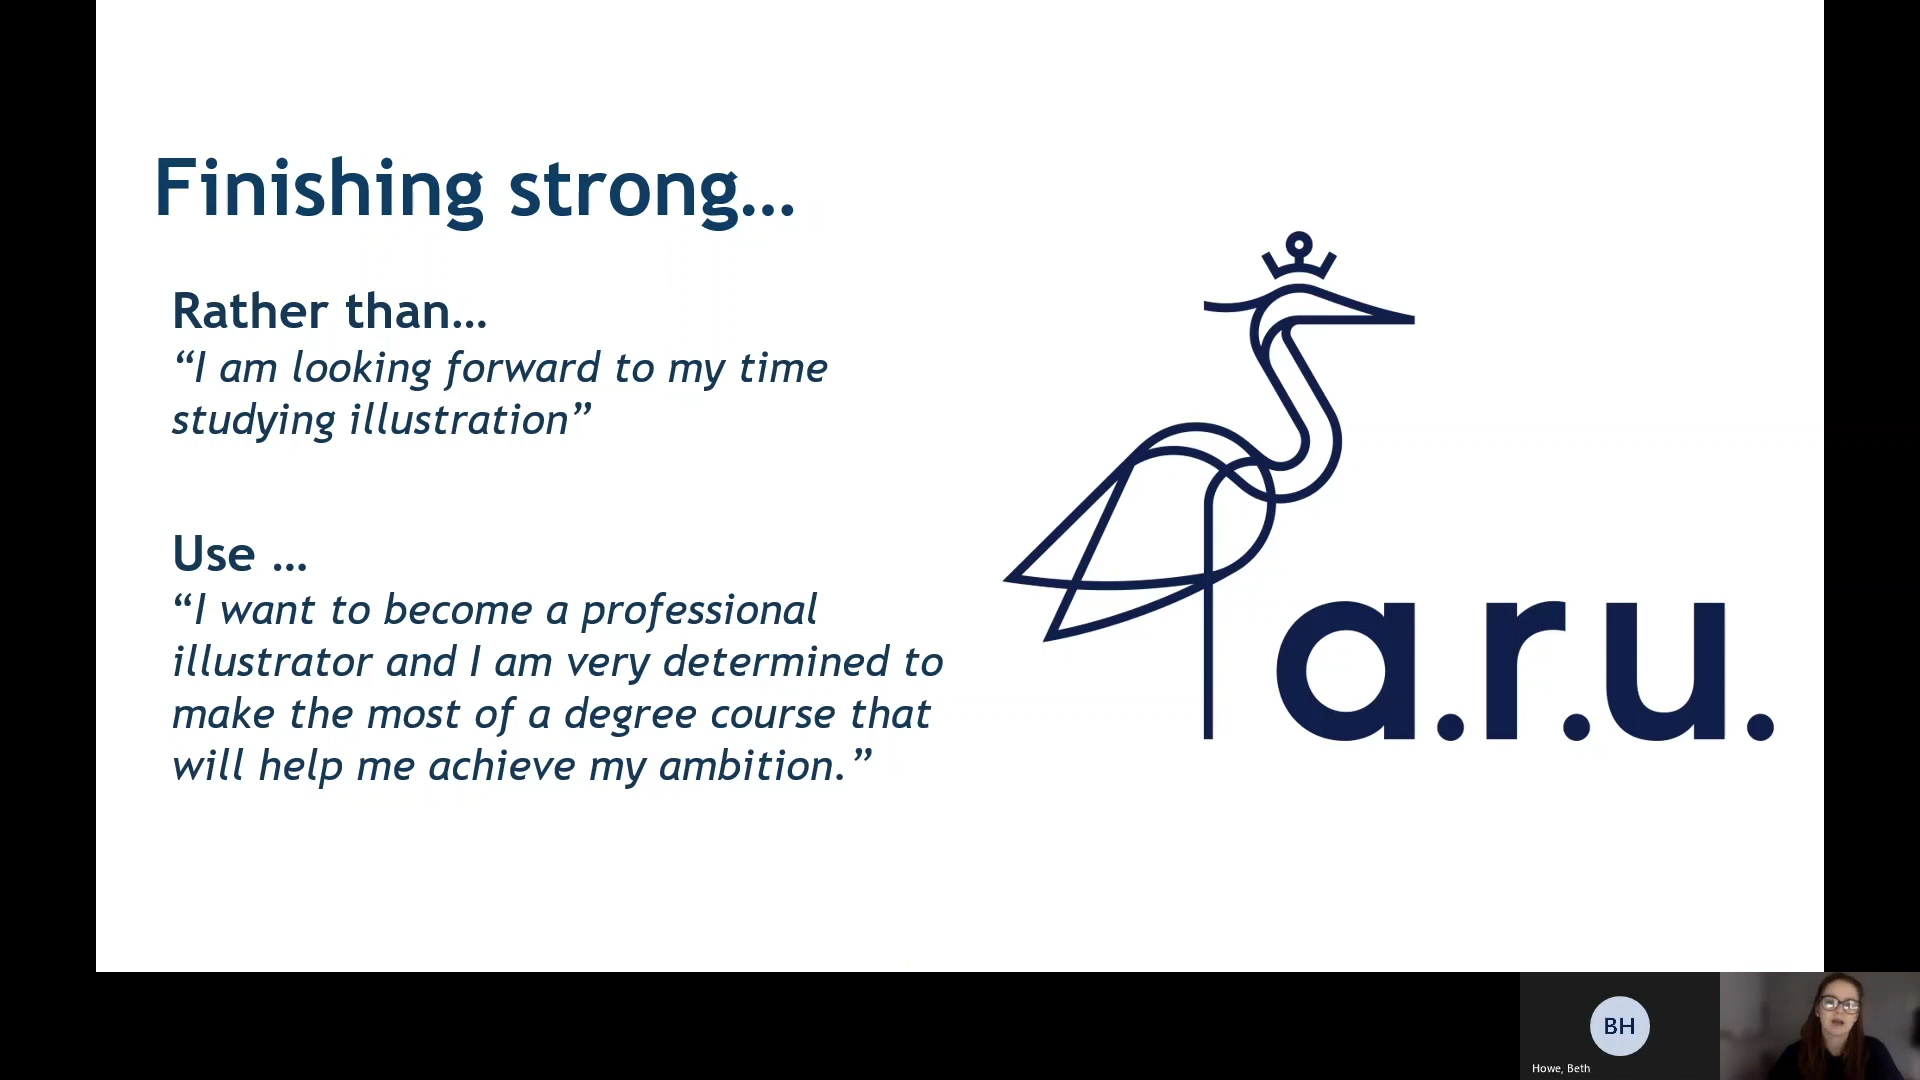 Finishing strong…
Rather than…
“I am looking forward to my time
studying illustration”
Use …
“I want to become a professional
illustrator and I am very determined to
make the most of a degree course that
will help me achieve my ambition.”
a.r.u.
BH
Howe, Beth